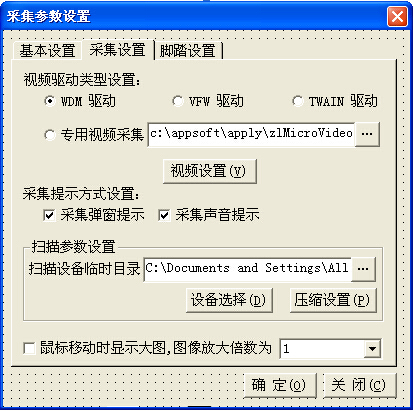 采集参数设置
基本设置 采集设置 脚踏设置
视频驱动类型设置:
WDM 驱动 VFW 驱动 TWAIN 驱动
专用视频采集 c:\appsoft\apply\zlMicroVideo ...
视频设置(V)
采集提示方式设置:
采集弹窗提示 采集声音提示
扫描参数设置
扫描设备临时目录 C:\Documents and Settings\All ...
设备选择(D) 压缩设置(P)
鼠标移动时显示大图,图像放大倍数为 1
确 定(O) 关 闭(C)